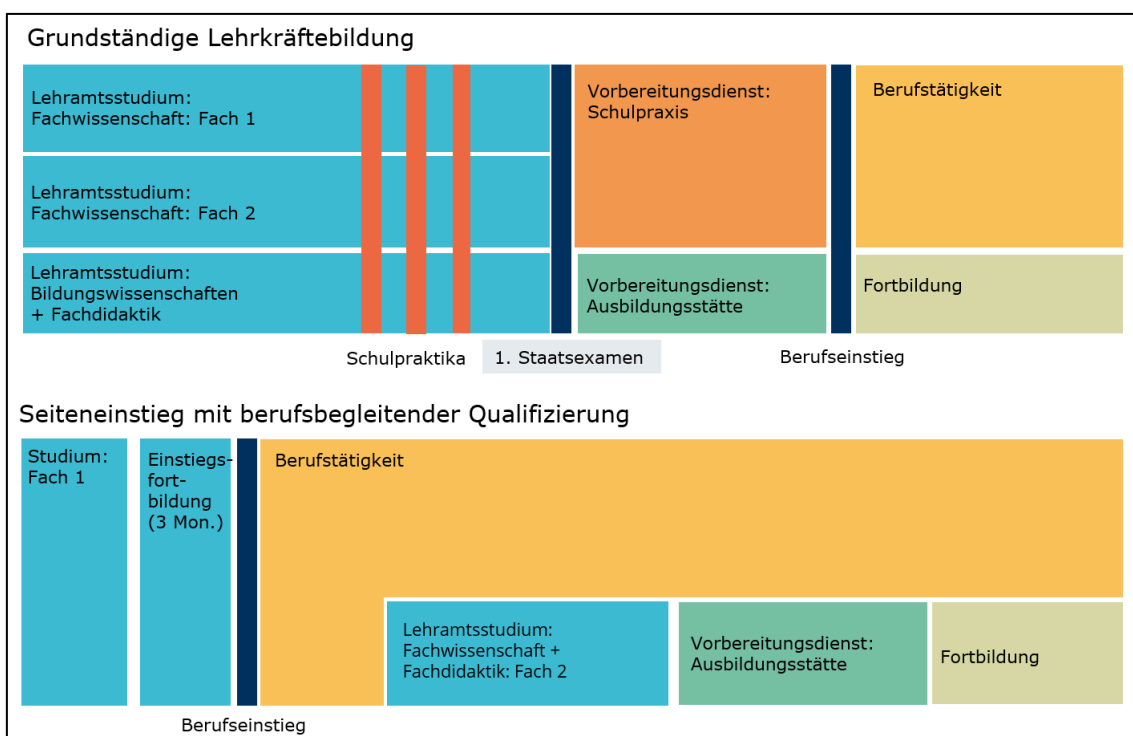 Grundständige Lehrkräftebildung
Lehramtsstudium:
Fachwissenschaft: Fach 1
Lehramtsstudium:
Fachwissenschaft: Fach 2
Lehramtsstudium:
Bildungswissenschaften
+ Fachdidaktik
Vorbereitungsdienst:
Schulpraxis
Vorbereitungsdienst:
Ausbildungsstätte
Berufstätigkeit
Fortbildung
Schulpraktika
1. Staatsexamen
Berufseinstieg
Seiteneinstieg mit berufsbegleitender Qualifizierung
Studium:
Fach 1
Einstiegs-
fort-
bildung
(3 Mon.)
Berufstätigkeit
Lehramtsstudium:
Fachwissenschaft +
Fachdidaktik: Fach 2
Vorbereitungsdienst:
Ausbildungsstätte
Fortbildung
Berufseinstieg